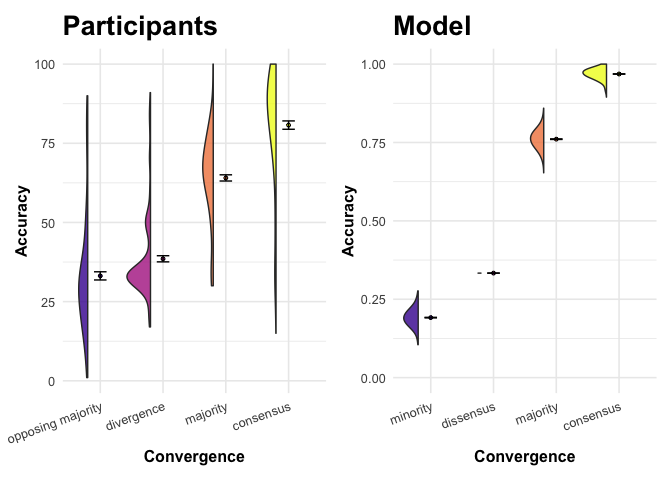 Participants
Accuracy
100
75
50
25
0
opposing majority
divergence
majority
consensus
Convergence
Model
Accuracy
1.00
0.75
0.50
0.25
0.00
minority
dissensus
majority
consensus
Convergence